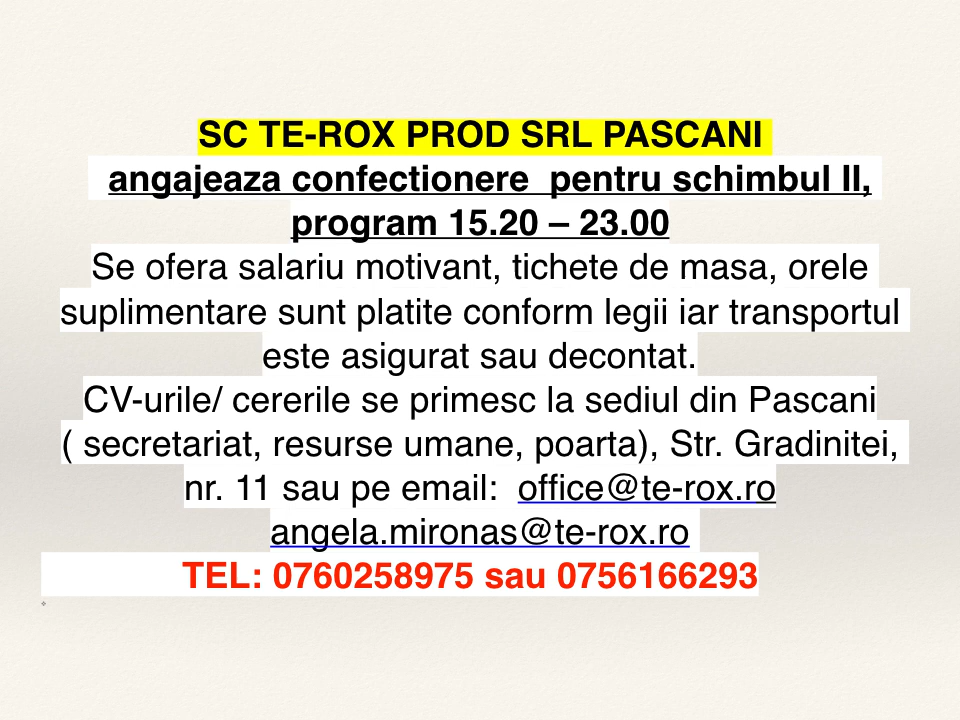 SC TE-ROX PROD SRL PASCANI
angajeaza confectionere pentru schimbul II,
program 15.20 – 23.00
Se ofera salariu motivant, tichete de masa, orele
suplimentare sunt platite conform legii iar transportul
este asigurat sau decontat.
CV-urile/ cererile se primesc la sediul din Pascani
( secretariat, resurse umane, poarta), Str. Gradinitei,
nr. 11 sau pe email: office@te-rox.ro
angela.mironas@te-rox.ro
TEL: 0760258975 sau 0756166293